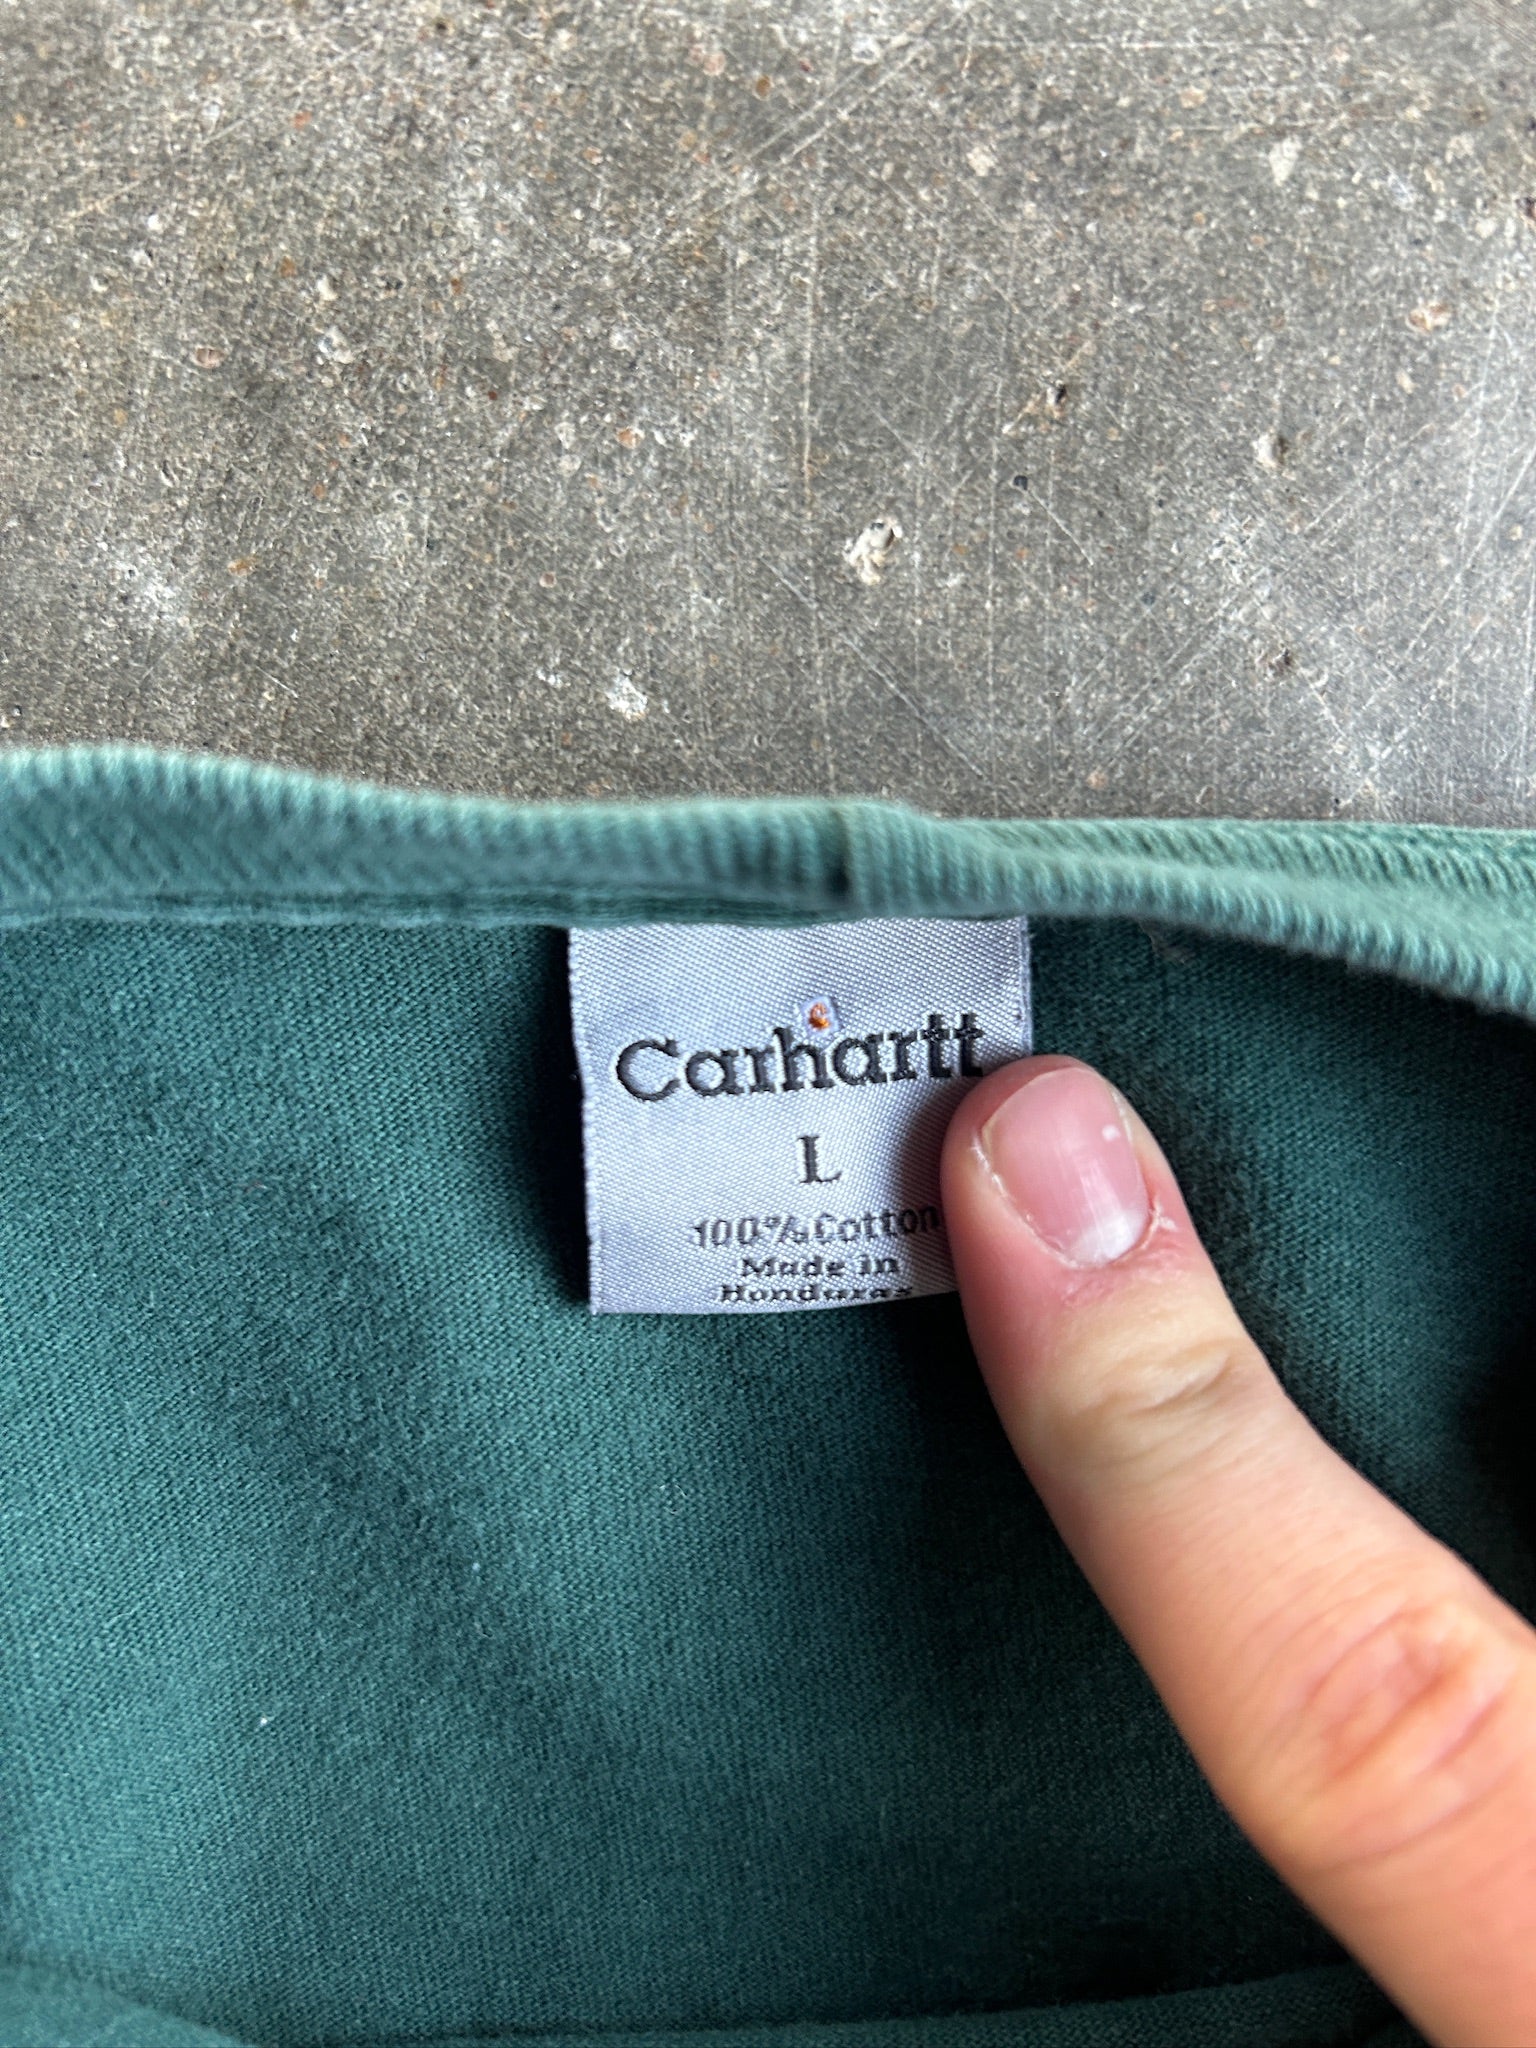 Carhartt
L
100% Cotton
Made in
Honduras